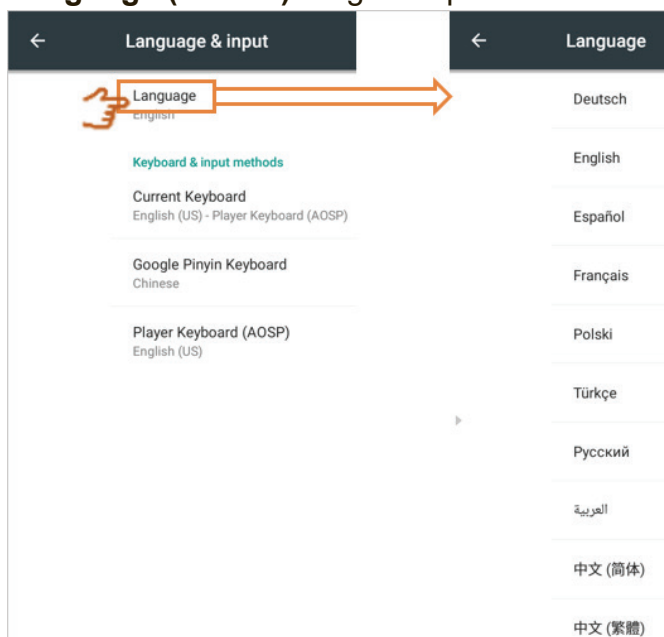 Language & input
Language
English
Keyboard & input methods
Current Keyboard
English (US) - Player Keyboard (AOSP)
Google Pinyin Keyboard
Chinese
Player Keyboard (AOSP)
English (US)
Language
Deutsch
English
Español
Français
Polski
Türkçe
Русский
العربية
中文 (简体)
中文 (繁體)